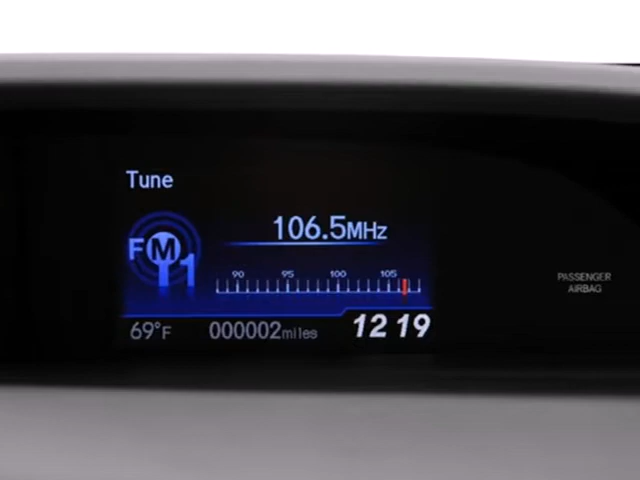 Tune
106.5MHz
FM1
90 95 100 105
PASSENGER
AIRBAG
69°F 000002miles 12 19